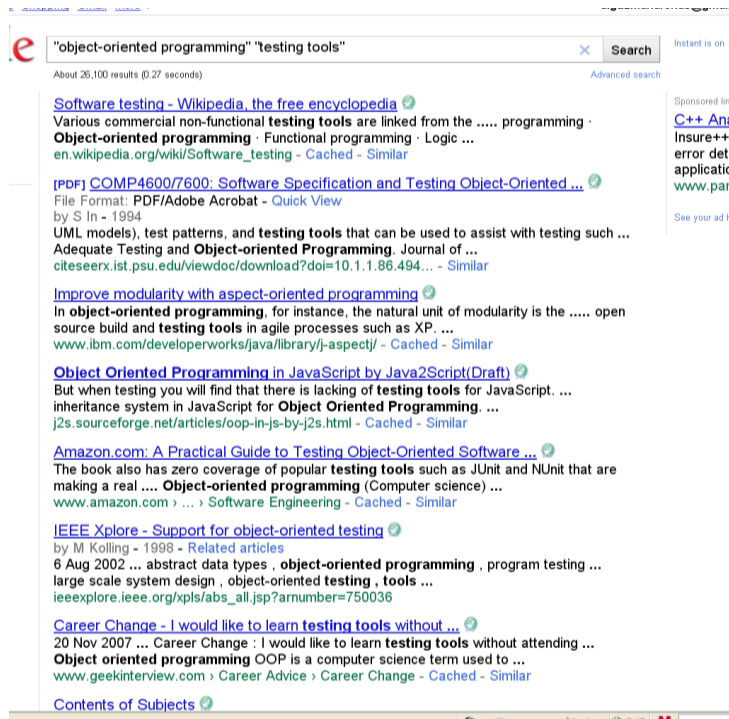 e
"object-oriented programming" "testing tools"
Search
Instant is on
About 26,100 results (0.27 seconds)
Advanced search
Software testing - Wikipedia, the free encyclopedia
Various commercial non-functional testing tools are linked from the ..... programming ·
Object-oriented programming · Functional programming · Logic ...
en.wikipedia.org/wiki/Software_testing - Cached - Similar
[PDF] COMP4600/7600: Software Specification and Testing Object-Oriented ...
File Format: PDF/Adobe Acrobat - Quick View
by S In - 1994
UML models), test patterns, and testing tools that can be used to assist with testing such ...
Adequate Testing and Object-oriented Programming. Journal of ...
citeseerx.ist.psu.edu/viewdoc/download?doi=10.1.1.86.494... - Similar
Improve modularity with aspect-oriented programming
In object-oriented programming, for instance, the natural unit of modularity is the ..... open
source build and testing tools in agile processes such as XP. ...
www.ibm.com/developerworks/java/library/j-aspectj/ - Cached - Similar
Object Oriented Programming in JavaScript by Java2Script(Draft)
But when testing you will find that there is lacking of testing tools for JavaScript. ...
inheritance system in JavaScript for Object Oriented Programming. ...
j2s.sourceforge.net/articles/oop-in-js-by-j2s.html - Cached - Similar
Amazon.com: A Practical Guide to Testing Object-Oriented Software ...
The book also has zero coverage of popular testing tools such as JUnit and NUnit that are
making a real .... Object-oriented programming (Computer science) ...
www.amazon.com › ... › Software Engineering - Cached - Similar
IEEE Xplore - Support for object-oriented testing
by M Kolling - 1998 - Related articles
6 Aug 2002 ... abstract data types , object-oriented programming , program testing ...
large scale system design , object-oriented testing , tools ...
ieeexplore.ieee.org/xpls/abs_all.jsp?arnumber=750036
Career Change - I would like to learn testing tools without ...
20 Nov 2007 ... Career Change : I would like to learn testing tools without attending ...
Object oriented programming OOP is a computer science term used to ...
www.geekinterview.com › Career Advice › Career Change - Cached - Similar
Contents of Subjects
Sponsored lin
C++ Ana
Insure++
error det
applicatio
www.par
See your ad h